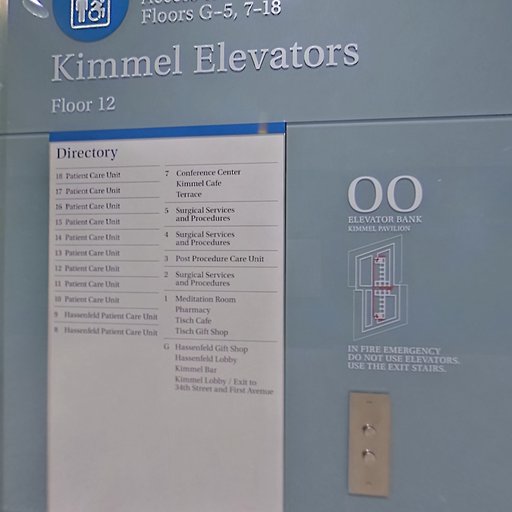 Floors G–5, 7–18
Kimmel Elevators
Floor 12
Directory
18 Patient Care Unit
17 Patient Care Unit
16 Patient Care Unit
15 Patient Care Unit
14 Patient Care Unit
13 Patient Care Unit
12 Patient Care Unit
11 Patient Care Unit
10 Patient Care Unit
9 Hassenfeld Patient Care Unit
8 Hassenfeld Patient Care Unit
7 Conference Center
Kimmel Cafe
Terrace
5 Surgical Services
and Procedures
4 Surgical Services
and Procedures
3 Post Procedure Care Unit
2 Surgical Services
and Procedures
1 Meditation Room
Pharmacy
Tisch Cafe
Tisch Gift Shop
G Hassenfeld Gift Shop
Hassenfeld Lobby
Kimmel Bar
Kimmel Lobby / Exit to
34th Street and First Avenue
OO
ELEVATOR BANK
KIMMEL PAVILION
IN FIRE EMERGENCY
DO NOT USE ELEVATORS.
USE THE EXIT STAIRS.